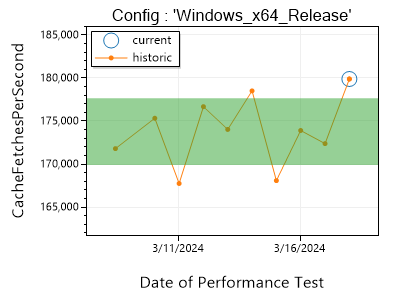 Config : 'Windows_x64_Release'
current
historic
185,000
180,000
175,000
170,000
165,000
CacheFetchesPerSecond
3/11/2024
3/16/2024
Date of Performance Test